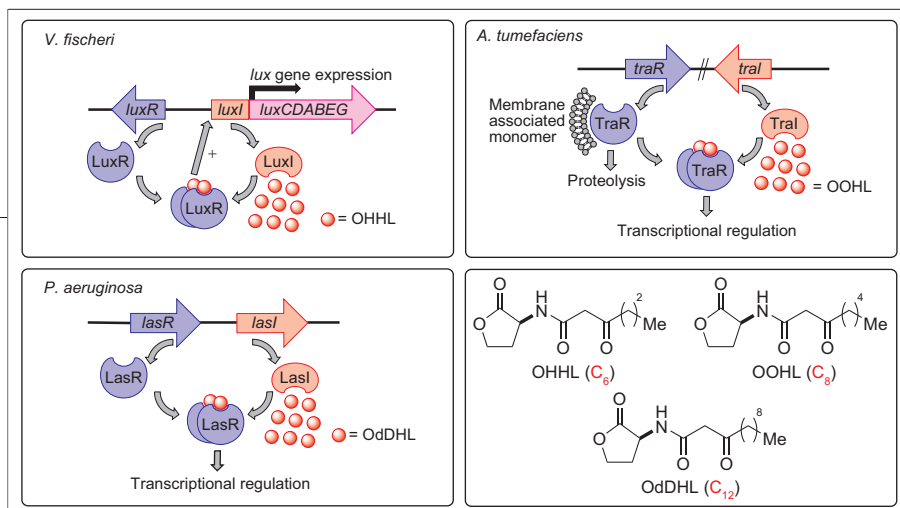 V. fischeri
lux gene expression
luxR
luxI
luxCDABEG
LuxR
+
LuxI
LuxR
= OHHL
A. tumefaciens
traR
traI
Membrane
associated
monomer
TraR
TraI
Proteolysis
TraR
= OOHL
Transcriptional regulation
P. aeruginosa
lasR
lasI
LasR
LasI
LasR
= OdDHL
Transcriptional regulation
O
H
N
2
Me
O
O
O
OHHL (C6)
O
H
N
4
Me
O
O
O
OOHL (C8)
O
H
N
8
Me
O
O
O
OdDHL (C12)